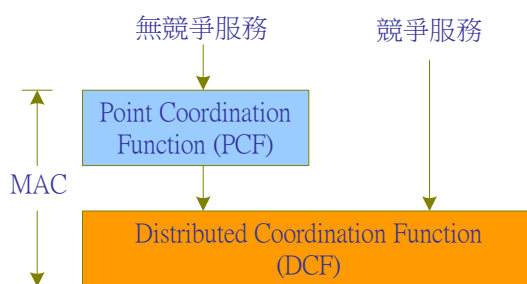 無競爭服務
競爭服務
Point Coordination
Function (PCF)
MAC
Distributed Coordination Function
(DCF)